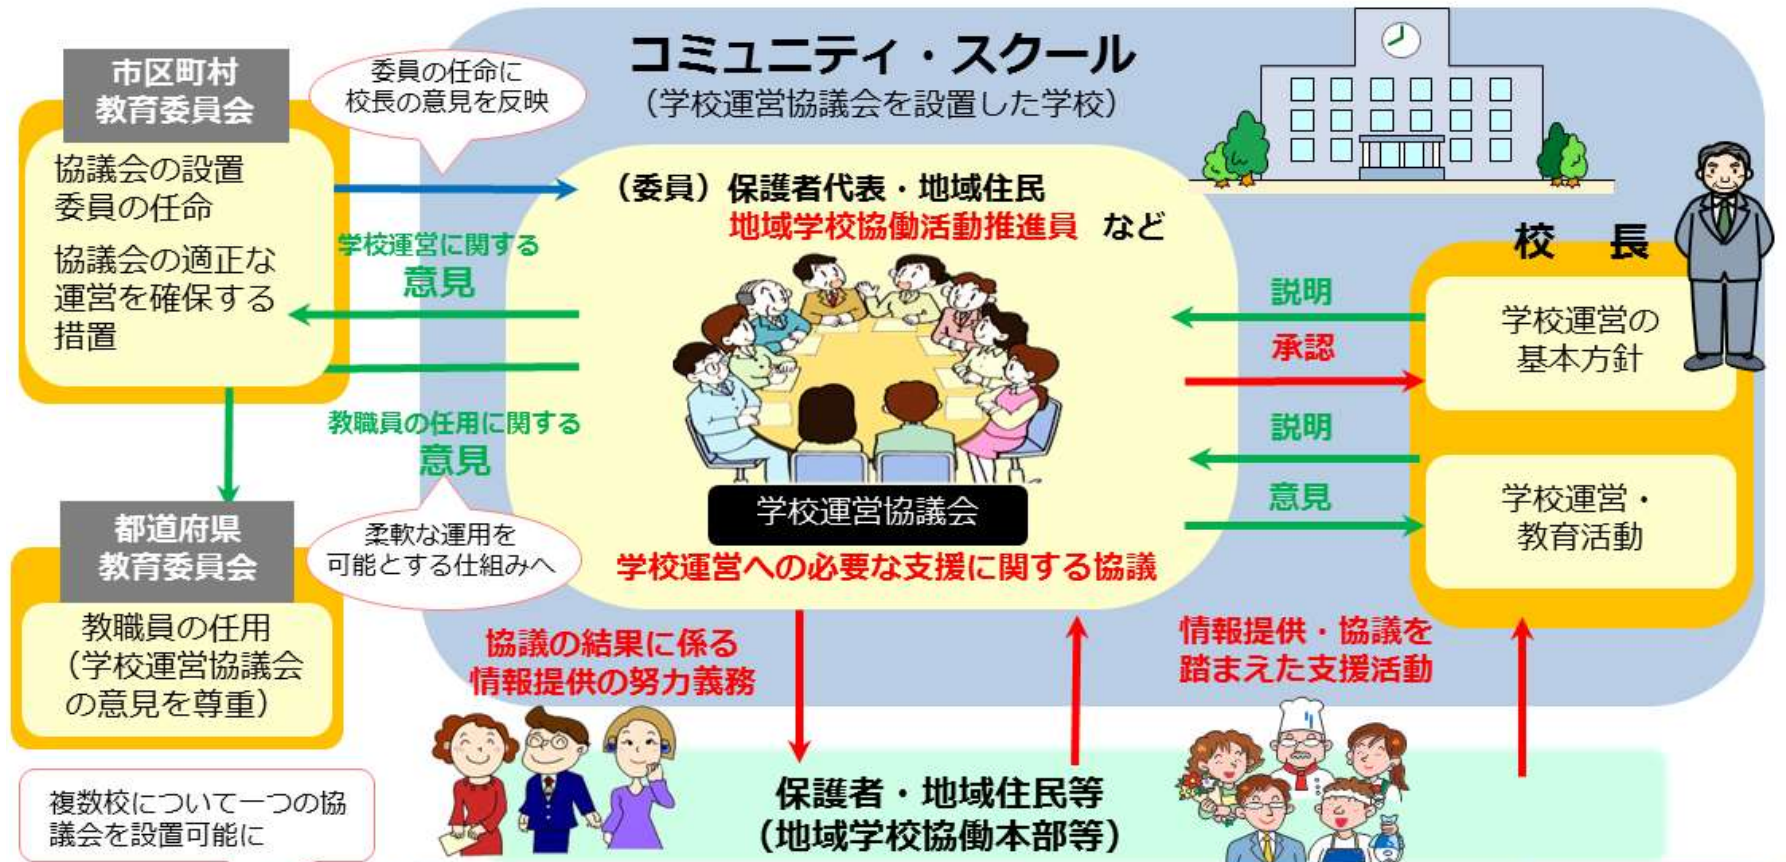 コミュニティ・スクール
（学校運営協議会を設置した学校）
市区町村
教育委員会
協議会の設置
委員の任命
協議会の適正な
運営を確保する
措置
委員の任命に
校長の意見を反映
（委員）保護者代表・地域住民
地域学校協働活動推進員 など
学校運営に関する
意見
教職員の任用に関する
意見
柔軟な運用を
可能とする仕組みへ
都道府県
教育委員会
教職員の任用
（学校運営協議会
の意見を尊重）
複数校について一つの協
議会を設置可能に
学校運営協議会
学校運営への必要な支援に関する協議
校 長
説明
承認
学校運営の
基本方針
説明
意見
学校運営・
教育活動
協議の結果に係る
情報提供の努力義務
情報提供・協議を
踏まえた支援活動
保護者・地域住民等
（地域学校協働本部等）